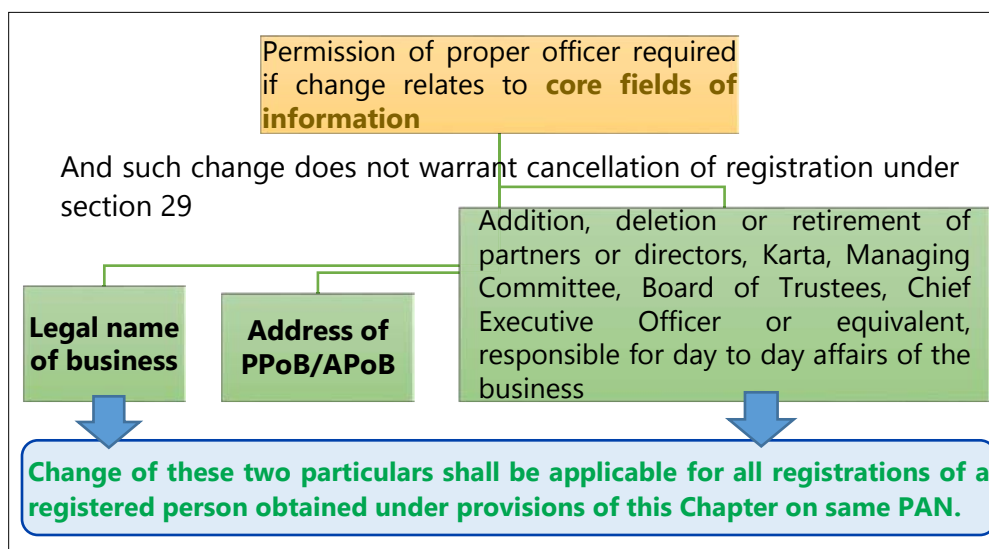 Permission of proper officer required
if change relates to core fields of
information
And such change does not warrant cancellation of registration under
section 29
Addition, deletion or retirement of
partners or directors, Karta, Managing
Committee, Board of Trustees, Chief
Executive Officer or equivalent,
responsible for day to day affairs of the
business
Legal name
of business
Address of
PPoB/APoB
Change of these two particulars shall be applicable for all registrations of a
registered person obtained under provisions of this Chapter on same PAN.